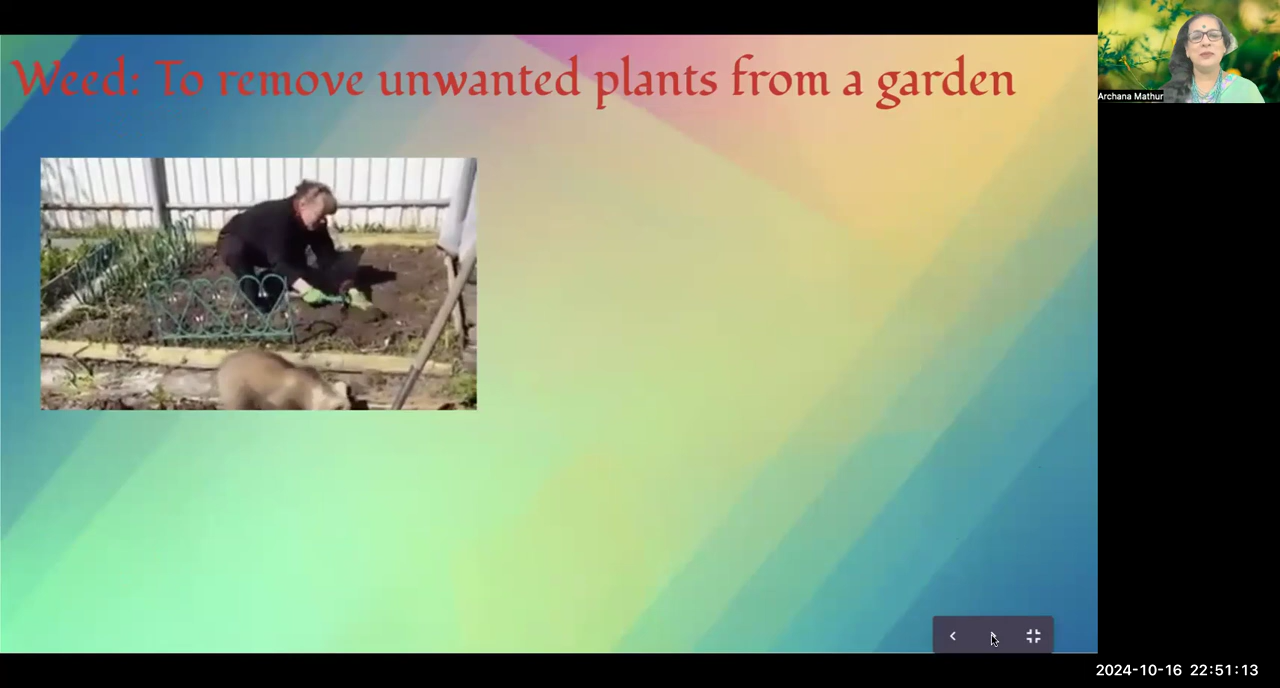 Weed: To remove unwanted plants from a garden
Archana Mathur
2024-10-16 22:51:13